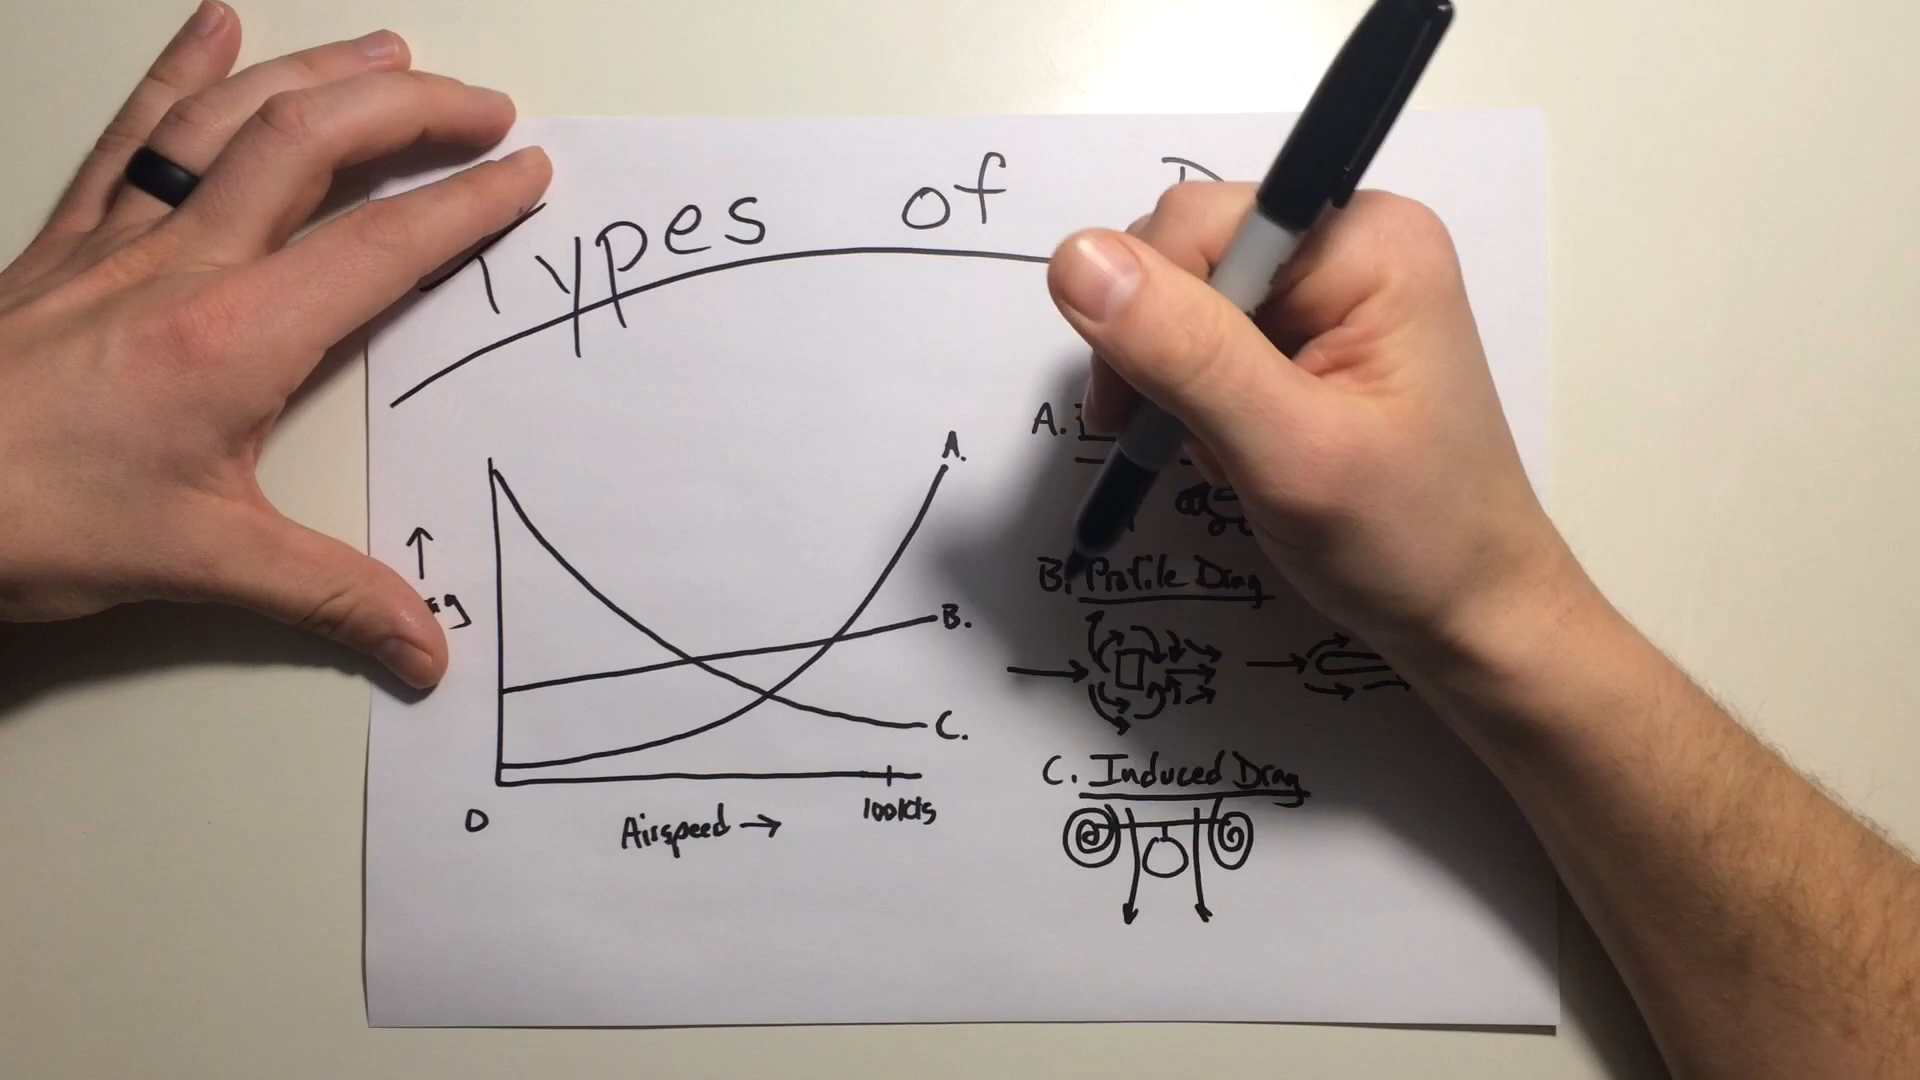 Types of
A.
A.
B. Profile Drag
B.
C.
C. Induced Drag
0
Airspeed →
100kts